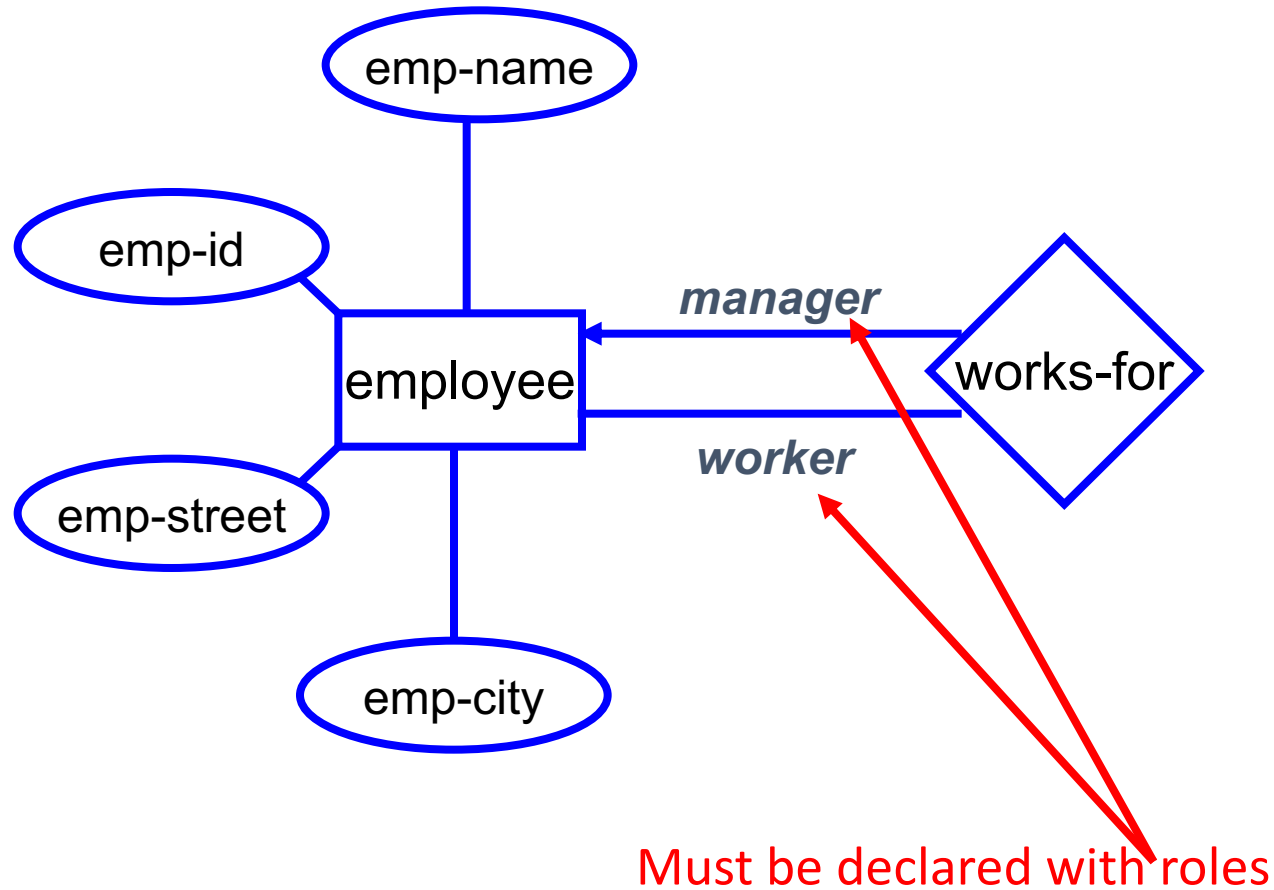 emp-name
emp-id
manager
employee
works-for
worker
emp-street
emp-city
Must be declared with roles